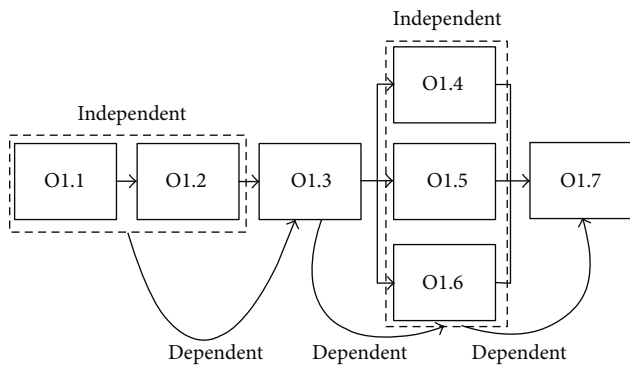 Independent
O1.4
Independent
O1.1
O1.2
O1.3
O1.5
O1.7
O1.6
Dependent
Dependent
Dependent